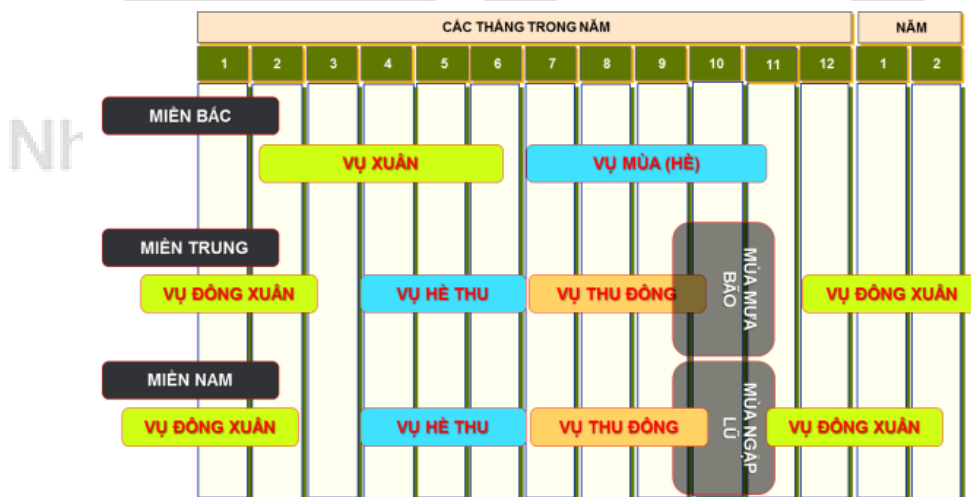 CÁC THÁNG TRONG NĂM
NĂM
1 2 3 4 5 6 7 8 9 10 11 12 1 2
MIỀN BẮC
Nh
VỤ XUÂN
VỤ MÙA (HÈ)
MIỀN TRUNG
VỤ ĐÔNG XUÂN
VỤ HÈ THU
VỤ THU ĐÔNG
MÙA MƯA
BÃO
VỤ ĐÔNG XUÂN
MIỀN NAM
VỤ ĐÔNG XUÂN
VỤ HÈ THU
VỤ THU ĐÔNG
MÙA NGẬP
LŨ
VỤ ĐÔNG XUÂN